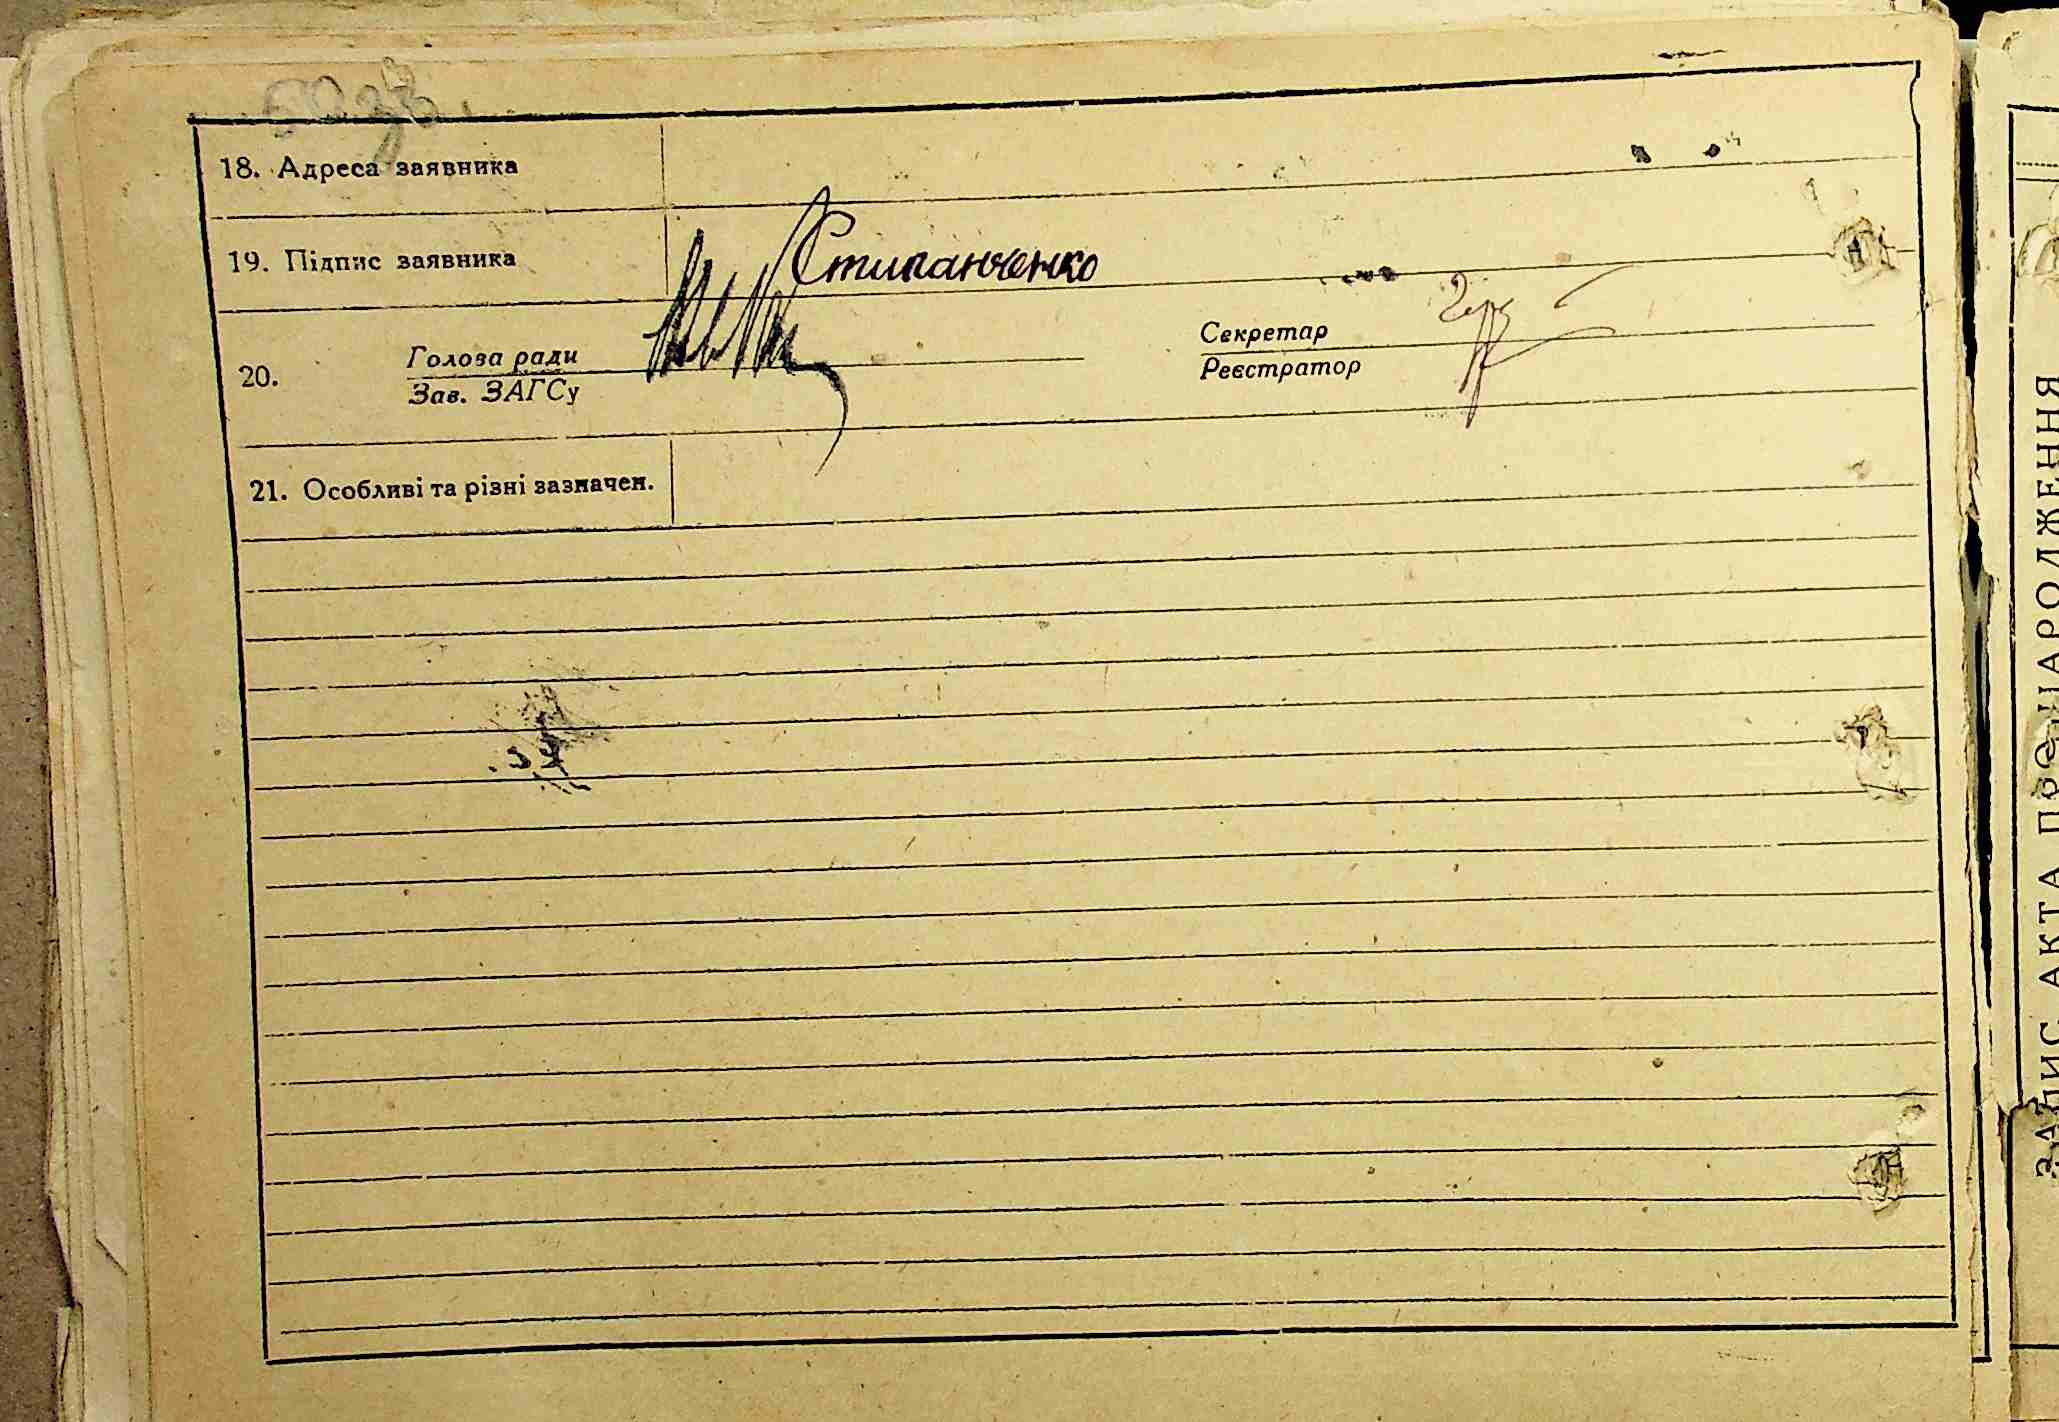 18. Адреса заявника
19. Підпис заявника Стипанченко
20. Голова ради
Зав. ЗАГСу
Секретар
Реєстратор
21. Особливі та різні зазначен.
ЗАПИС АКТА ПРО НАРОДЖЕННЯ